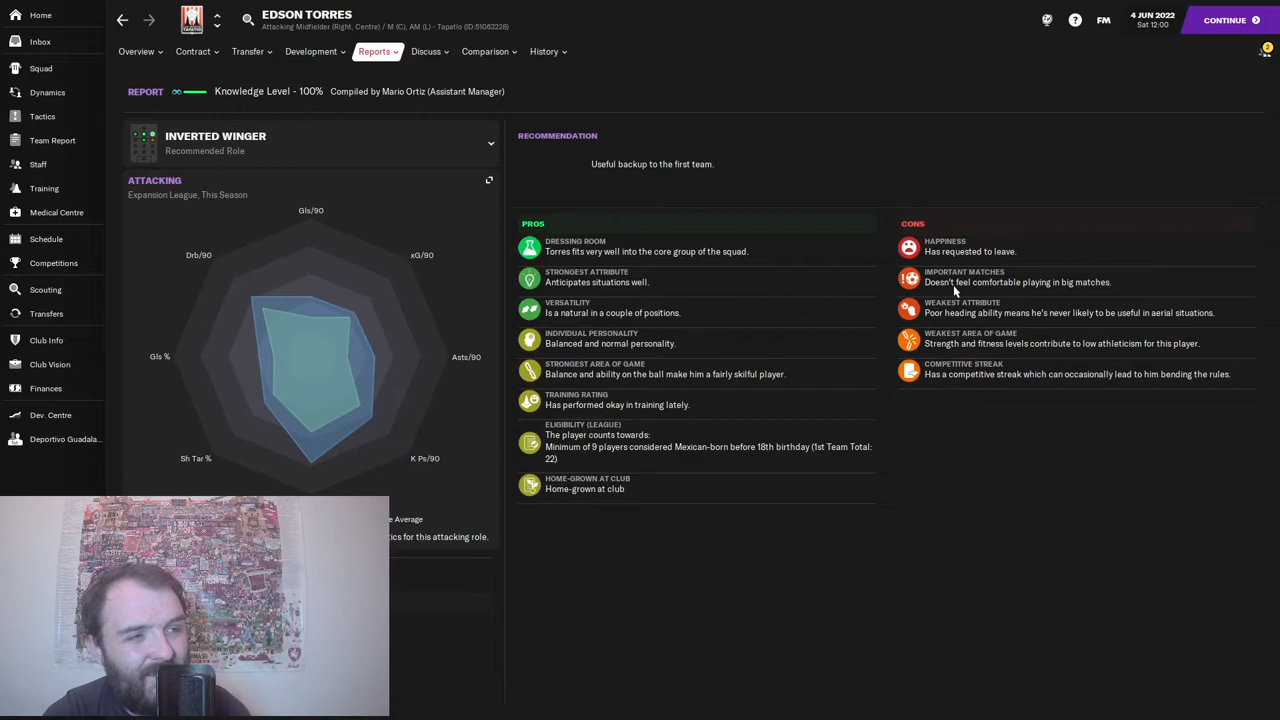 Home
Inbox
Squad
Dynamics
Tactics
Team Report
Staff
Training
Medical Centre
Schedule
Competitions
Scouting
Transfers
Club Info
Club Vision
Finances
Dev. Centre
Deportivo Guadala...
TAPATIO
EDSON TORRES
Attacking Midfielder (Right, Centre) / M (C), AM (L) - Tapatio (ID:51063228)
?
FM
4 JUN 2022
Sat 12:00
CONTINUE
2
Overview
Contract
Transfer
Development
Reports
Discuss
Comparison
History
REPORT
Knowledge Level - 100%
Compiled by Mario Ortiz (Assistant Manager)
INVERTED WINGER
Recommended Role
ATTACKING
Expansion League, This Season
Gls/90
Drb/90
xG/90
Gls %
Asts/90
Sh Tar %
K Ps/90
e Average
tics for this attacking role.
RECOMMENDATION
Useful backup to the first team.
PROS
DRESSING ROOM
Torres fits very well into the core group of the squad.
STRONGEST ATTRIBUTE
Anticipates situations well.
VERSATILITY
Is a natural in a couple of positions.
INDIVIDUAL PERSONALITY
Balanced and normal personality.
STRONGEST AREA OF GAME
Balance and ability on the ball make him a fairly skilful player.
TRAINING RATING
Has performed okay in training lately.
ELIGIBILITY (LEAGUE)
The player counts towards:
Minimum of 9 players considered Mexican-born before 18th birthday (1st Team Total:
22)
HOME-GROWN AT CLUB
Home-grown at club
CONS
HAPPINESS
Has requested to leave.
IMPORTANT MATCHES
Doesn't feel comfortable playing in big matches.
WEAKEST ATTRIBUTE
Poor heading ability means he's never likely to be useful in aerial situations.
WEAKEST AREA OF GAME
Strength and fitness levels contribute to low athleticism for this player.
COMPETITIVE STREAK
Has a competitive streak which can occasionally lead to him bending the rules.